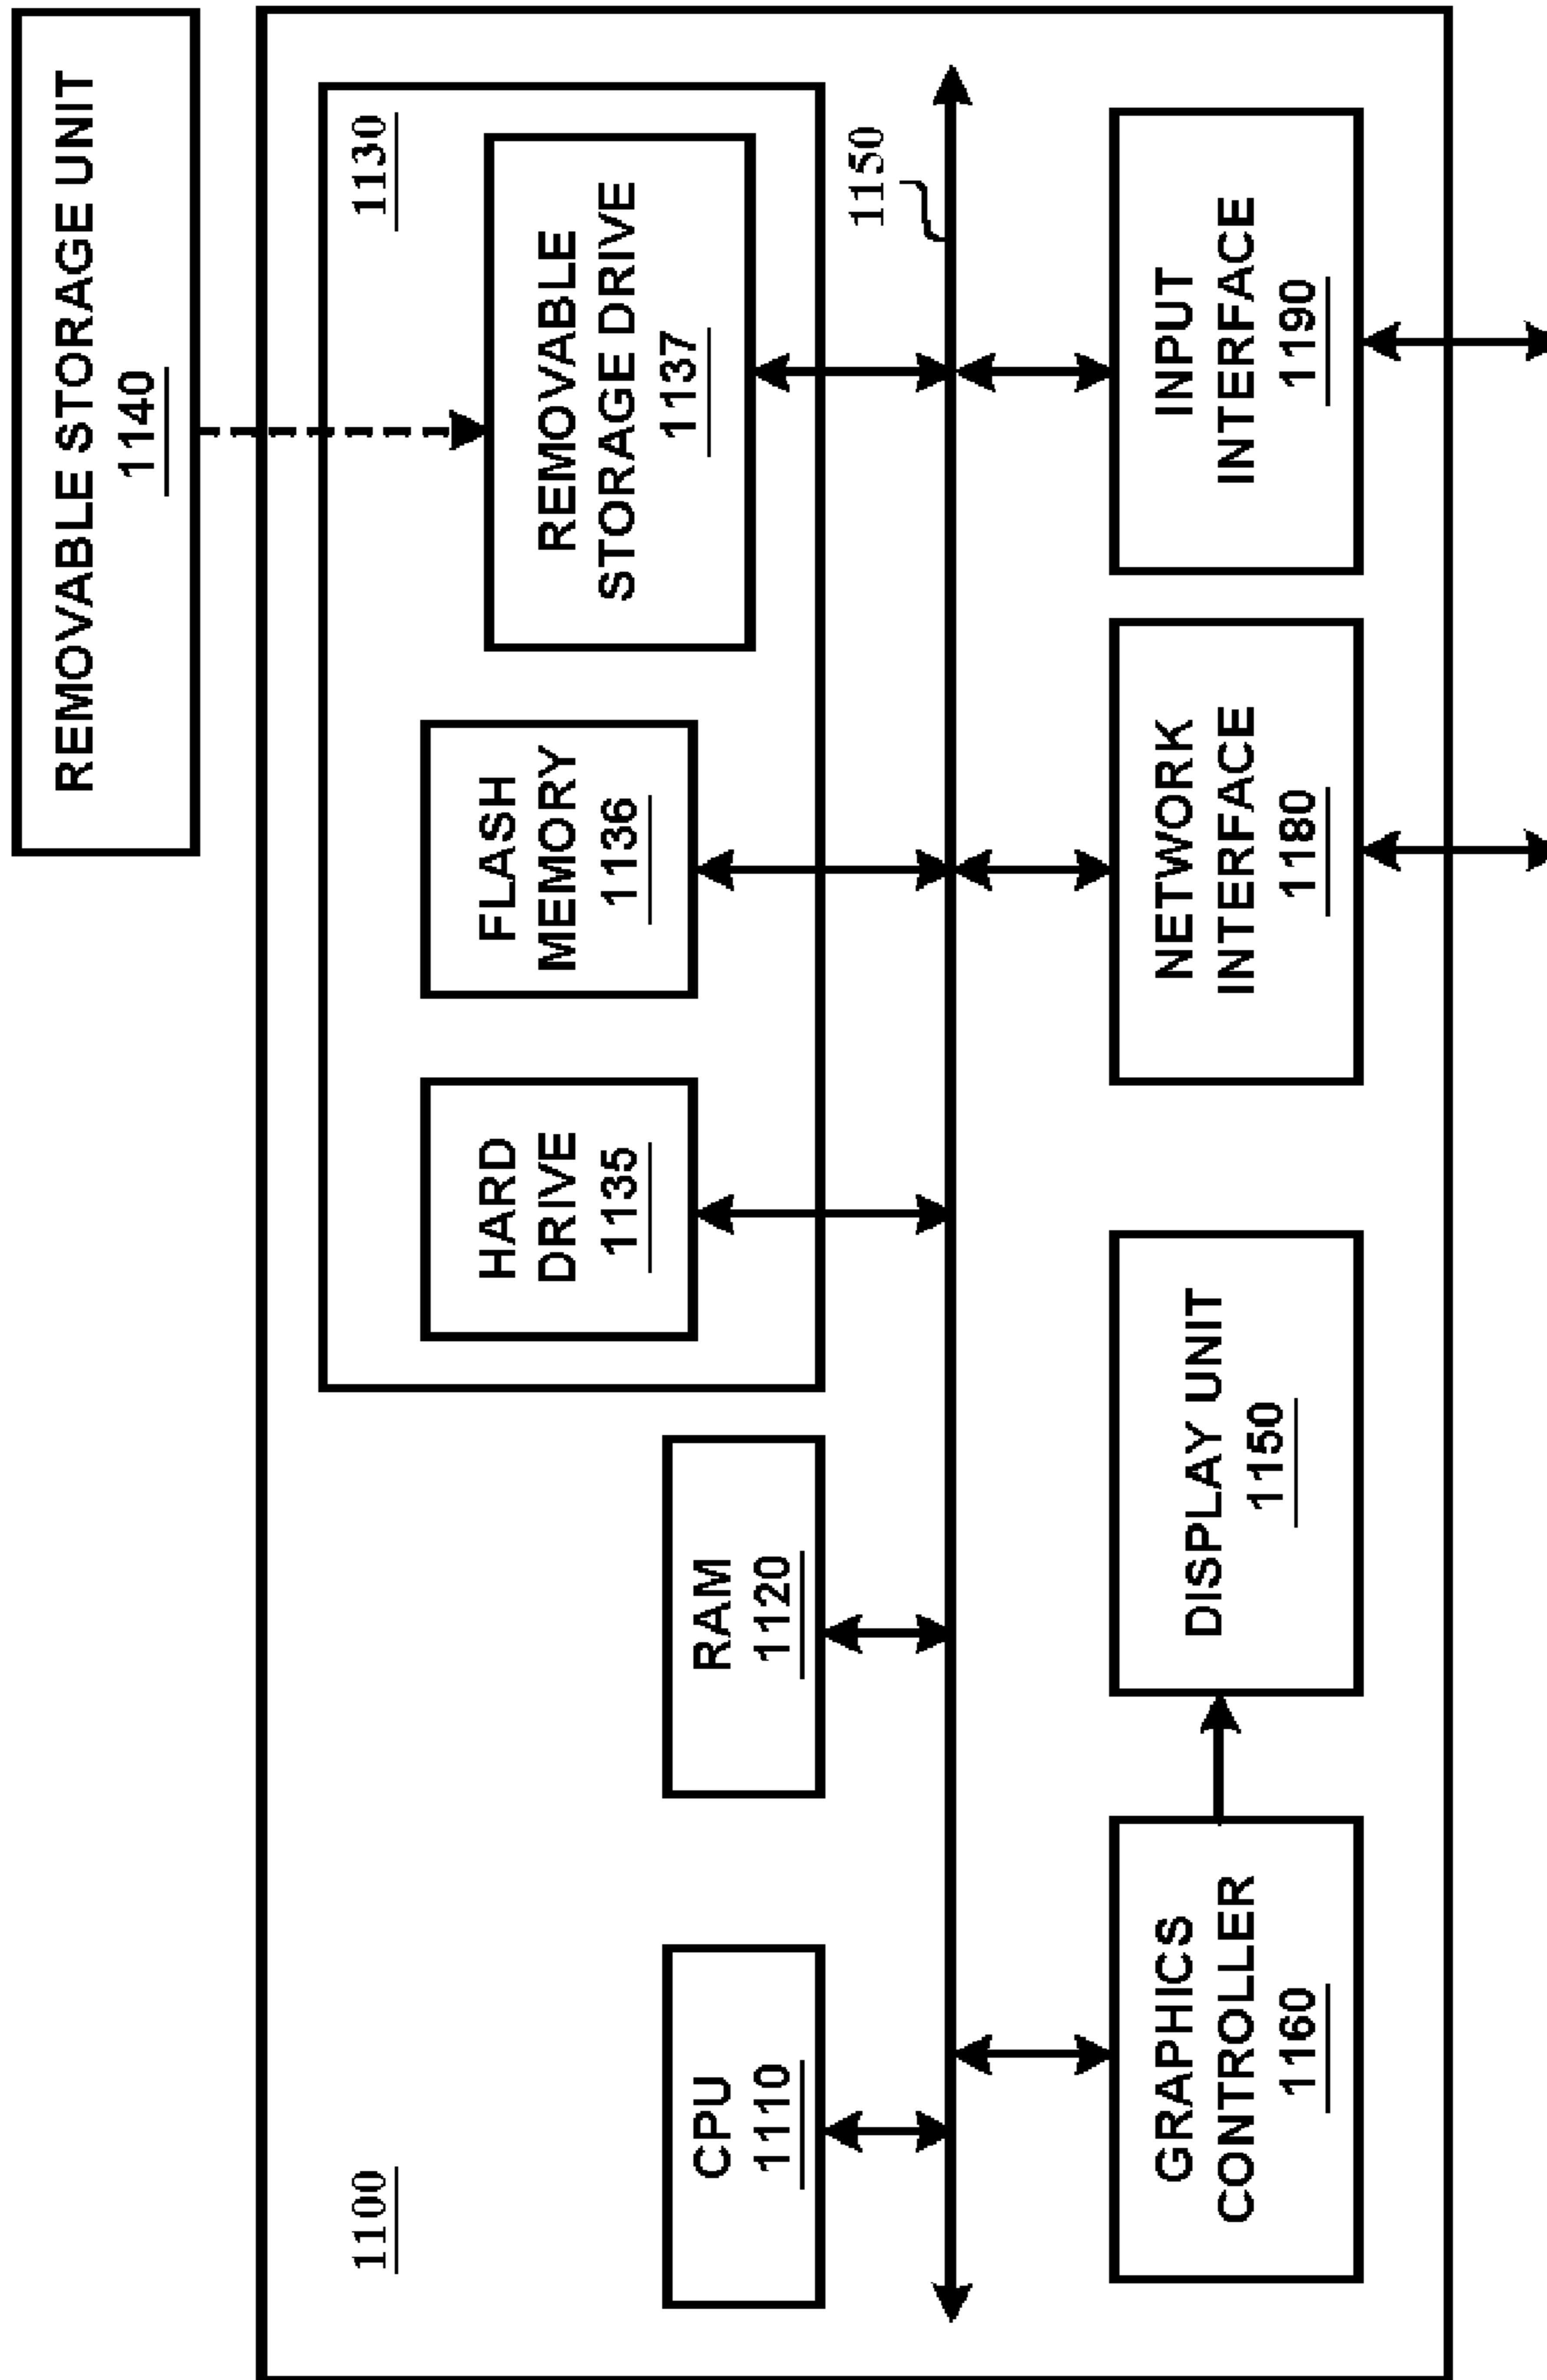 REMOVABLE STORAGE UNIT
1140
1100
1130
HARD
DRIVE
1135
FLASH
MEMORY
1136
REMOVABLE
STORAGE DRIVE
1137
CPU
1110
RAM
1120
1150
GRAPHICS
CONTROLLER
1160
DISPLAY UNIT
1150
NETWORK
INTERFACE
1180
INPUT
INTERFACE
1190